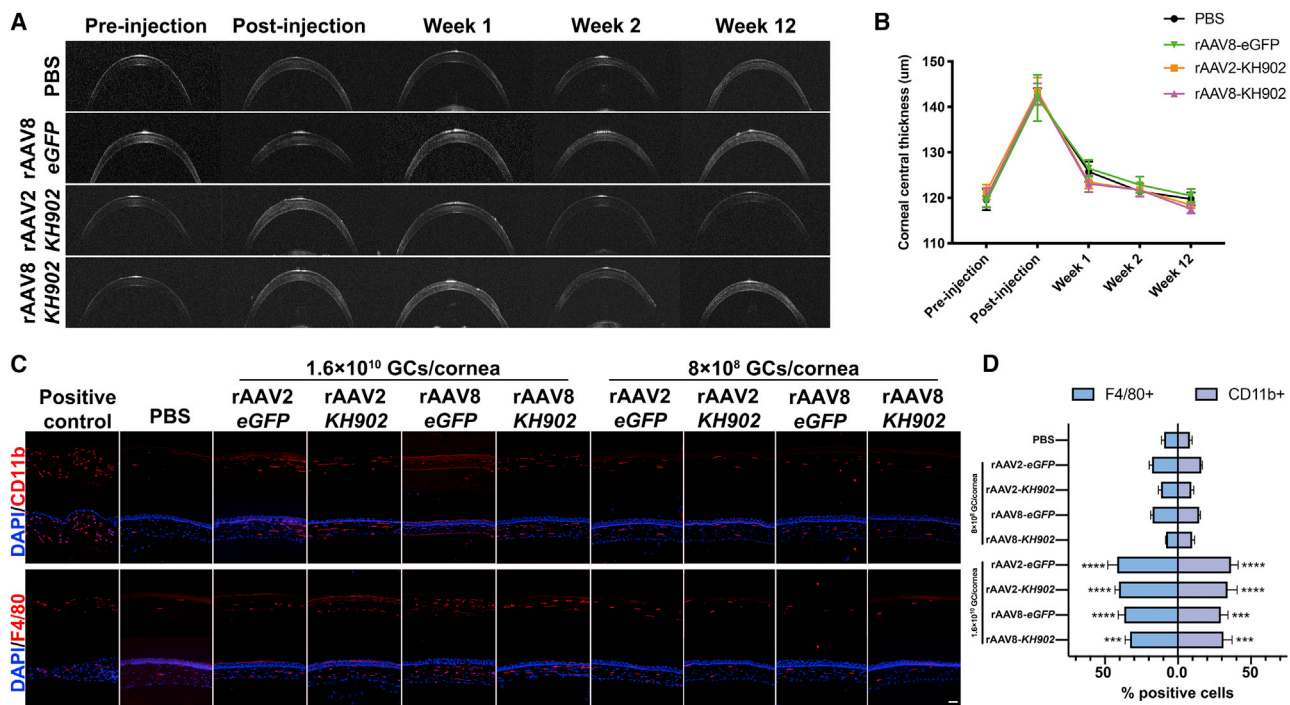 A
Pre-injection Post-injection Week 1 Week 2 Week 12
PBS
rAAV8
eGFP
rAAV2
KH902
rAAV8
KH902
B
PBS
rAAV8-eGFP
rAAV2-KH902
rAAV8-KH902
Corneal central thickness (um)
150
140
130
120
110
Pre-injection
Post-injection
Week 1
Week 2
Week 12
C
1.6×10¹⁰ GCs/cornea 8×10⁸ GCs/cornea
Positive control
PBS
rAAV2 eGFP
rAAV2 KH902
rAAV8 eGFP
rAAV8 KH902
rAAV2 eGFP
rAAV2 KH902
rAAV8 eGFP
rAAV8 KH902
DAPI/CD11b
DAPI/F4/80
D
F4/80+ CD11b+
PBS
rAAV2-eGFP
rAAV2-KH902
rAAV8-eGFP
rAAV8-KH902
8×10⁸ GC/cornea
rAAV2-eGFP **** ****
rAAV2-KH902 **** ****
rAAV8-eGFP **** ***
rAAV8-KH902 *** ***
1.6×10¹⁰ GC/cornea
50 0.0 50
% positive cells